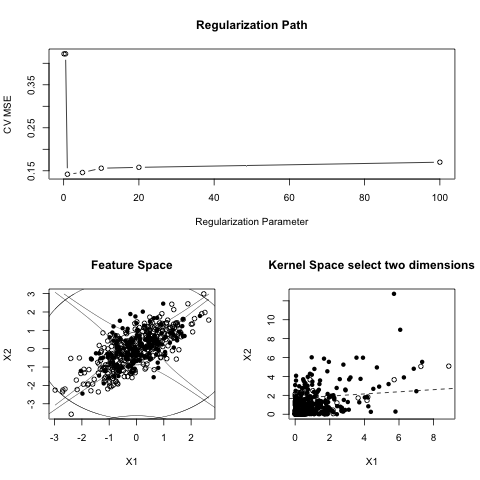 Regularization Path
CV MSE
0.15 0.25 0.35
0 20 40 60 80 100
Regularization Parameter
Feature Space
X2
-3 -2 -1 0 1 2 3
-3 -2 -1 0 1 2
X1
Kernel Space select two dimensions
X2
0 2 4 6 8 10
0 2 4 6 8
X1